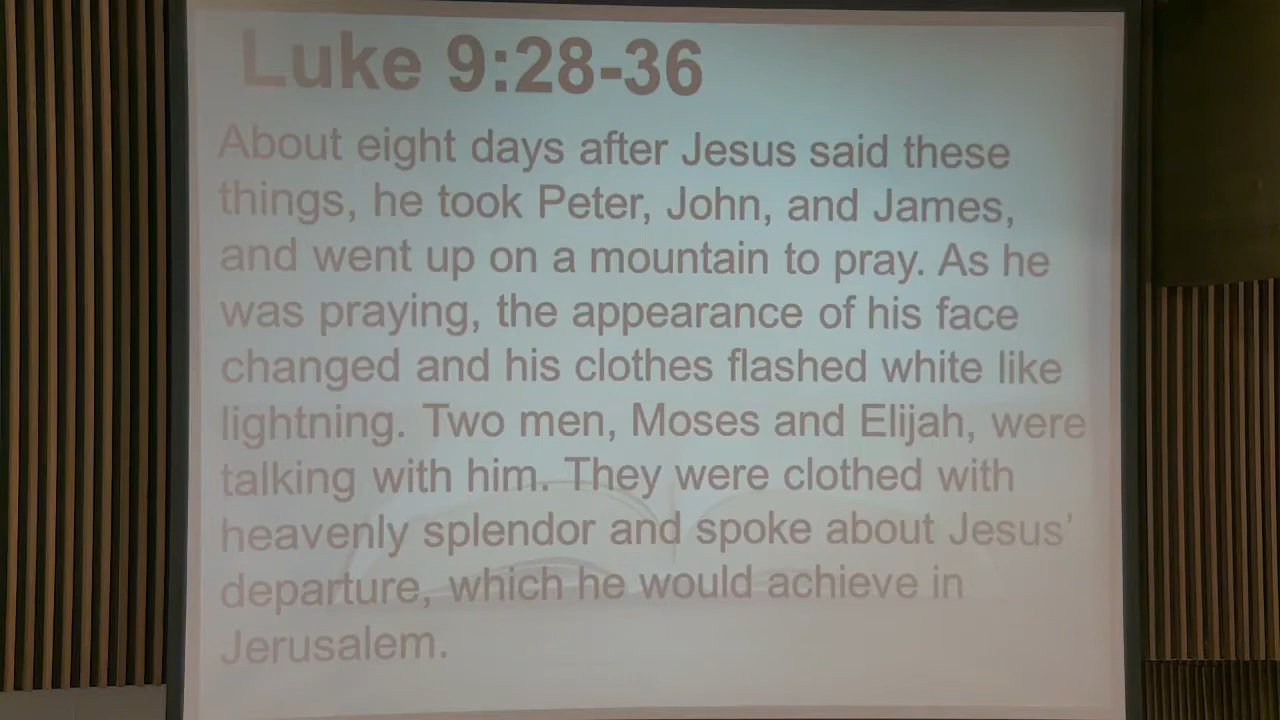 Luke 9:28-36
About eight days after Jesus said these
things, he took Peter, John, and James,
and went up on a mountain to pray. As he
was praying, the appearance of his face
changed and his clothes flashed white like
lightning. Two men, Moses and Elijah, were
talking with him. They were clothed with
heavenly splendor and spoke about Jesus’
departure, which he would achieve in
Jerusalem.